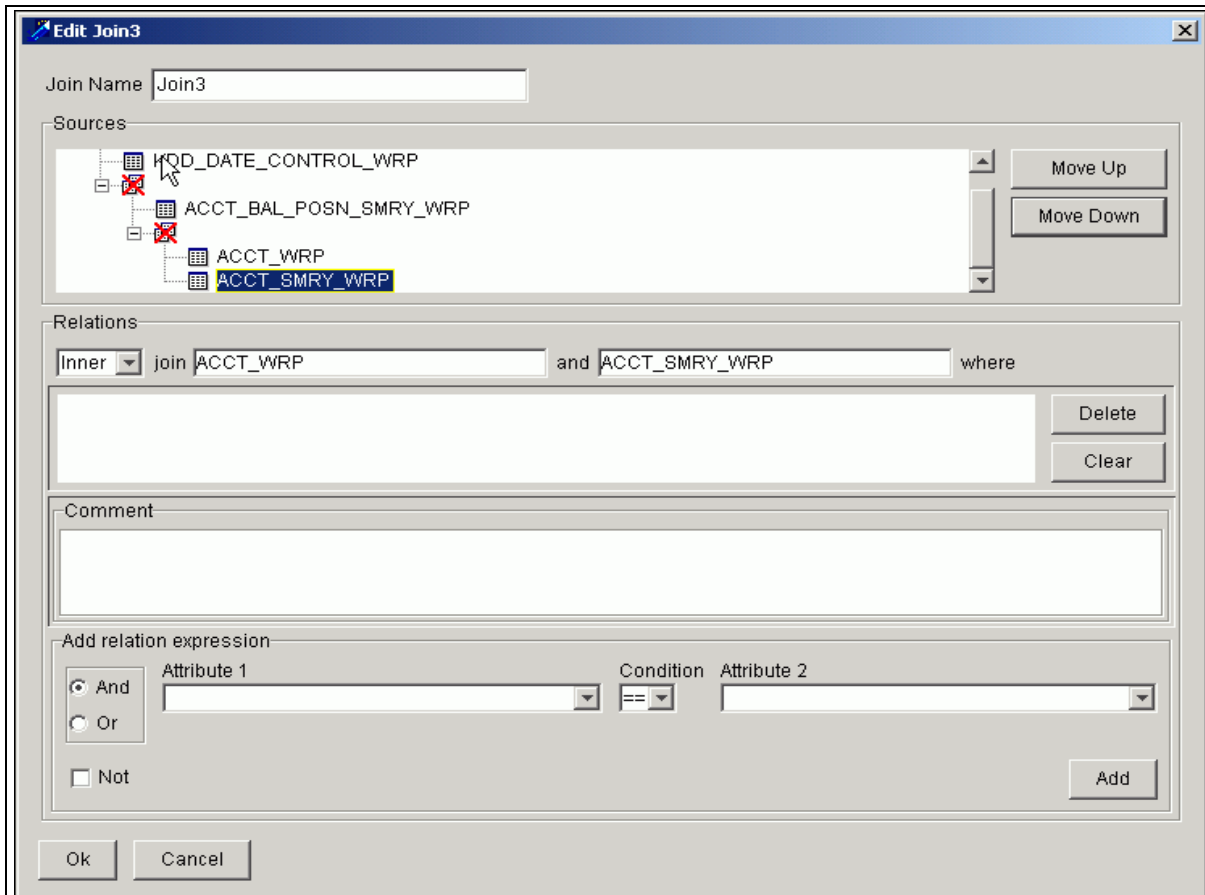 Edit Join3
Join Name Join3
Sources
KDD_DATE_CONTROL_WRP
ACCT_BAL_POSN_SMRY_WRP
ACCT_WRP
ACCT_SMRY_WRP
Move Up
Move Down
Relations
Inner join ACCT_WRP and ACCT_SMRY_WRP where
Delete
Clear
Comment
Add relation expression
And
Or
Attribute 1 Condition Attribute 2
==
Not
Add
Ok Cancel